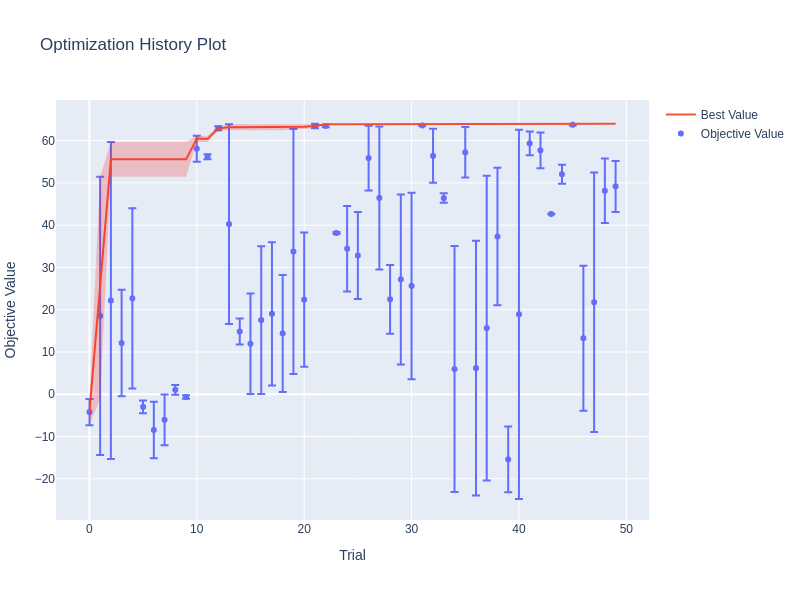 Optimization History Plot
Best Value
Objective Value
Objective Value
60
50
40
30
20
10
0
−10
−20
0 10 20 30 40 50
Trial